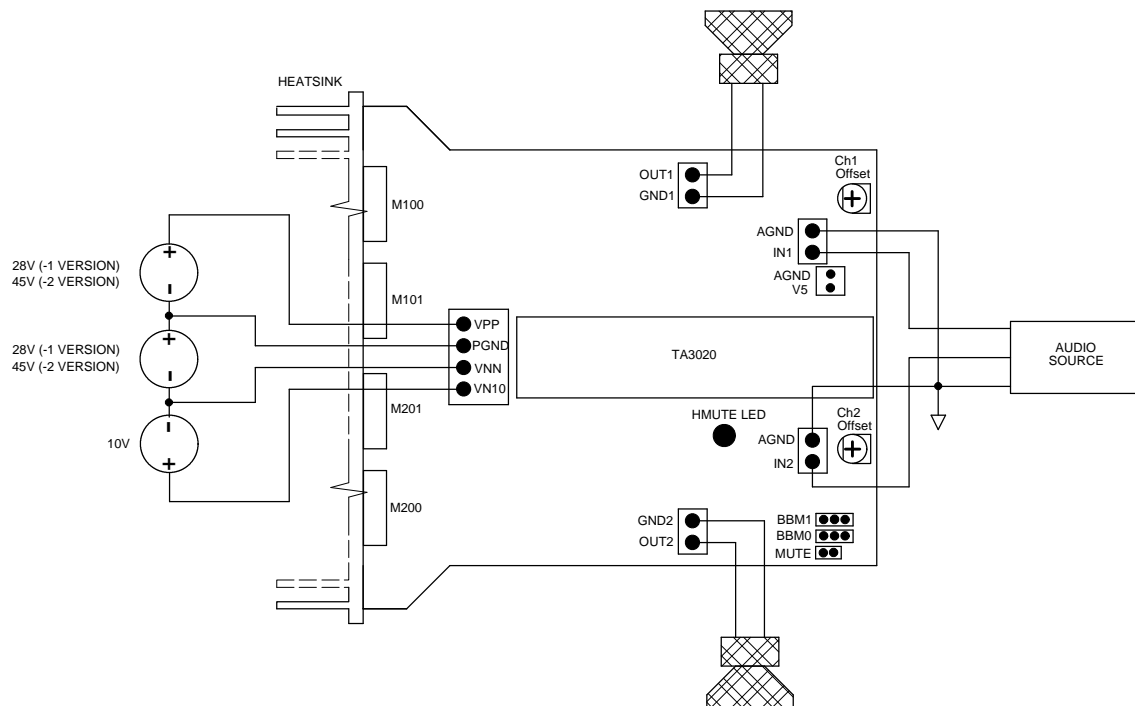 HEATSINK
OUT1
GND1
Ch1
Offset
M100
AGND
IN1
28V (-1 VERSION)
45V (-2 VERSION)
+
-
M101
AGND
V5
VPP
PGND
VNN
VN10
TA3020
AUDIO
SOURCE
28V (-1 VERSION)
45V (-2 VERSION)
+
-
M201
HMUTE LED
Ch2
Offset
AGND
IN2
10V
-
+
M200
GND2
OUT2
BBM1
BBM0
MUTE